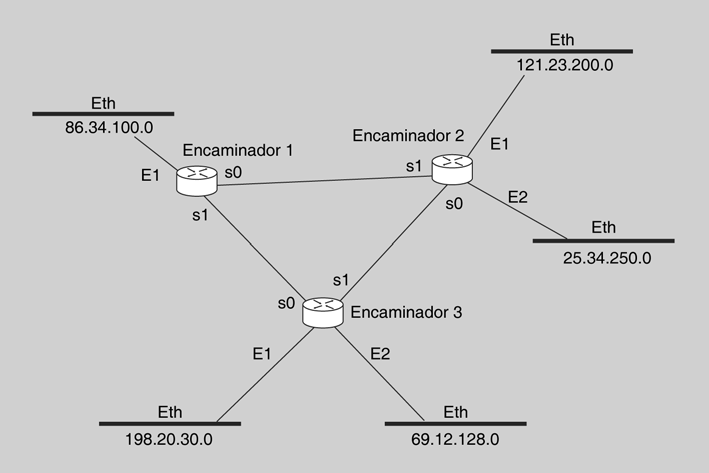 Eth
121.23.200.0
Eth
86.34.100.0
Encaminador 1
Encaminador 2
E1
E1
s0
s1
s1
s0
E2
Eth
25.34.250.0
s1
s0
Encaminador 3
E1
E2
Eth
198.20.30.0
Eth
69.12.128.0